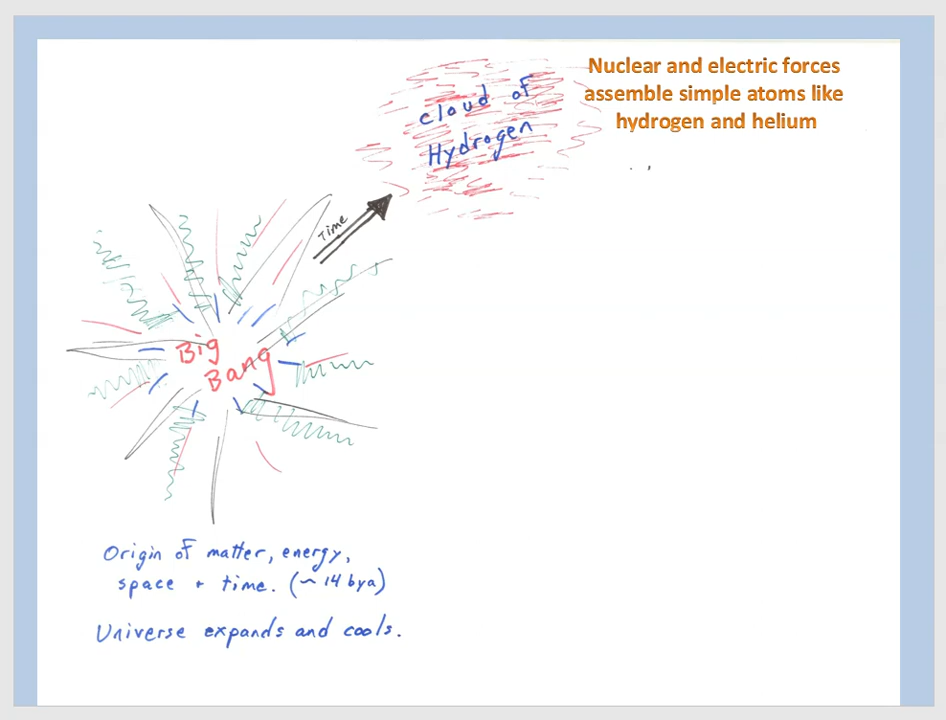 Nuclear and electric forces
assemble simple atoms like
hydrogen and helium
cloud of
Hydrogen
Time
Big
Bang
Origin of matter, energy,
space + time. (~ 14 bya)
Universe expands and cools.